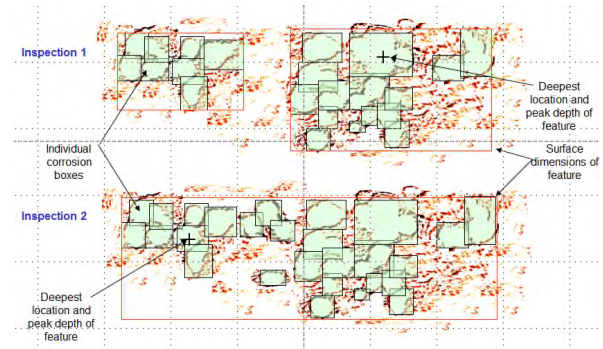 Inspection 1
Deepest
location and
peak depth of
feature
Individual
corrosion
boxes
Surface
dimensions of
feature
Inspection 2
Deepest
location and
peak depth of
feature